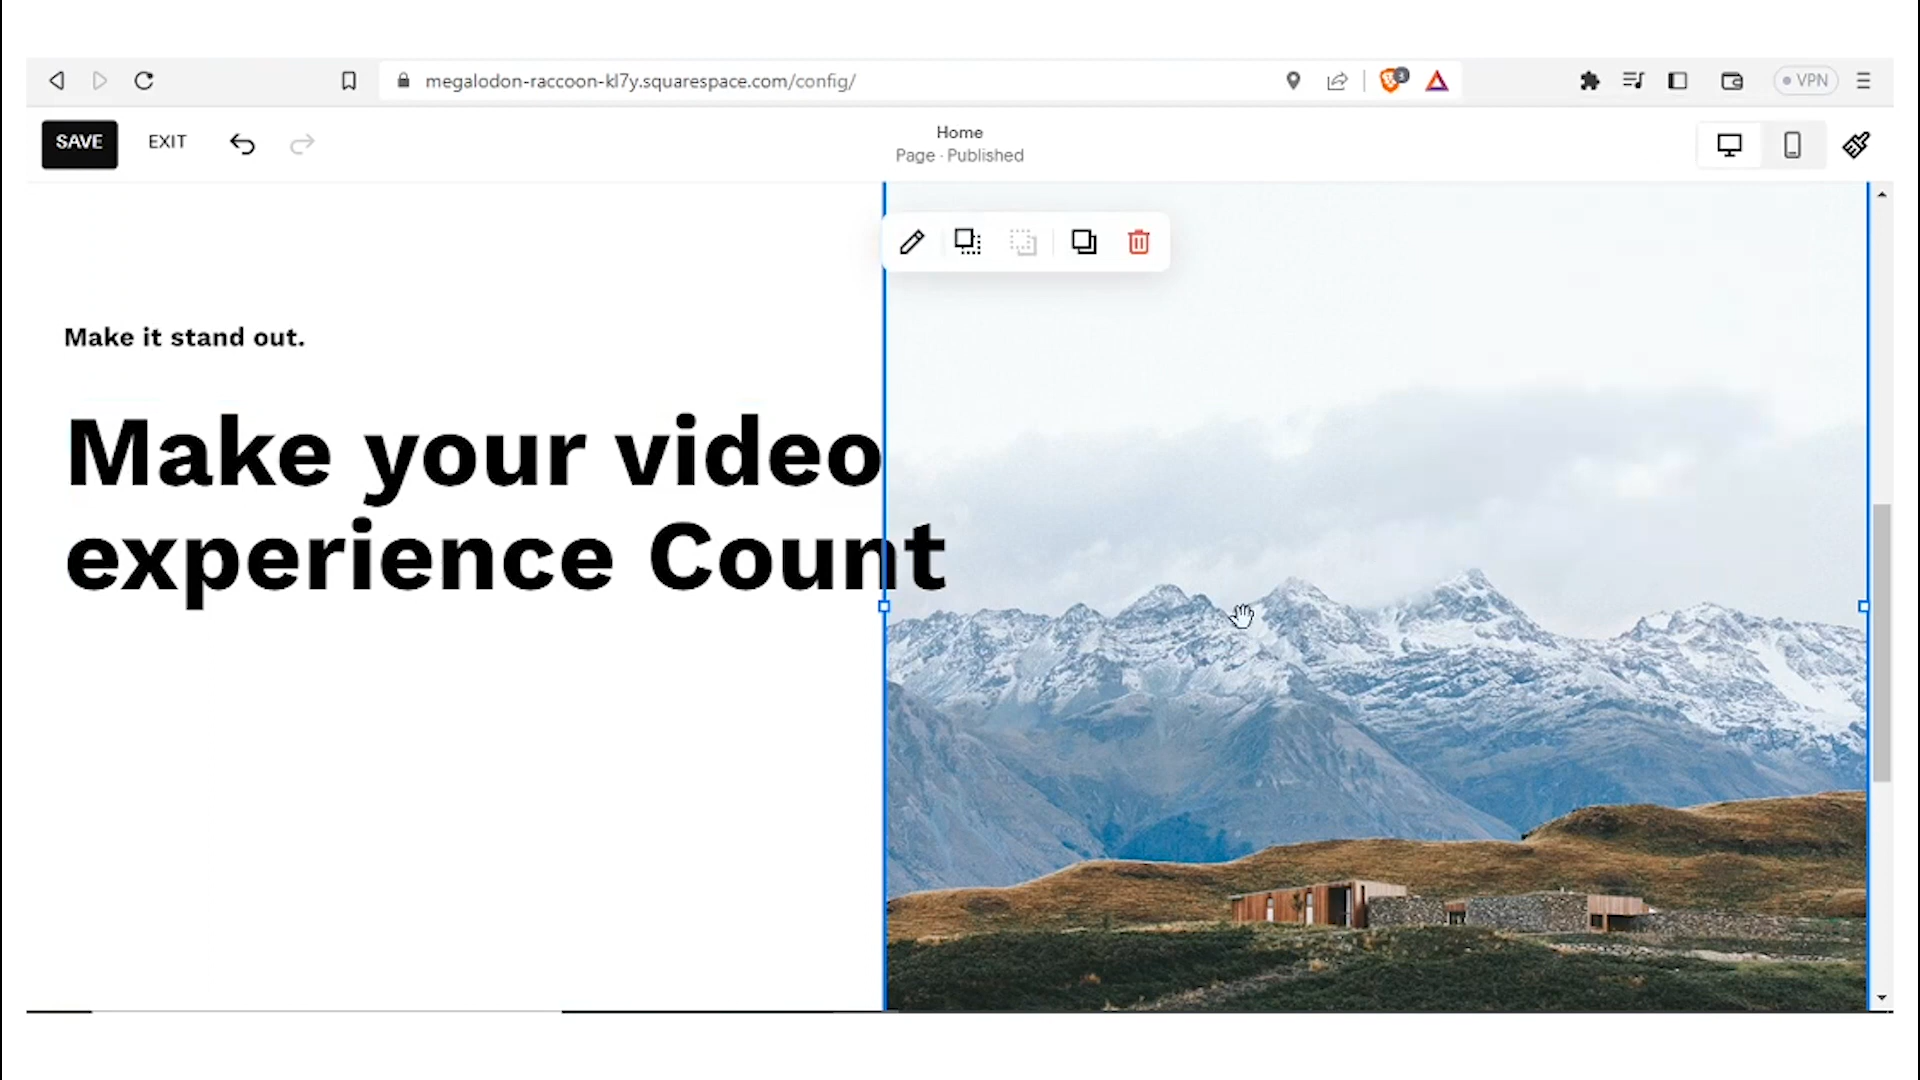 megalodon-raccoon-kl7y.squarespace.com/config/
3
VPN
SAVE
EXIT
Home
Page · Published
Make it stand out.
Make your video
experience Count